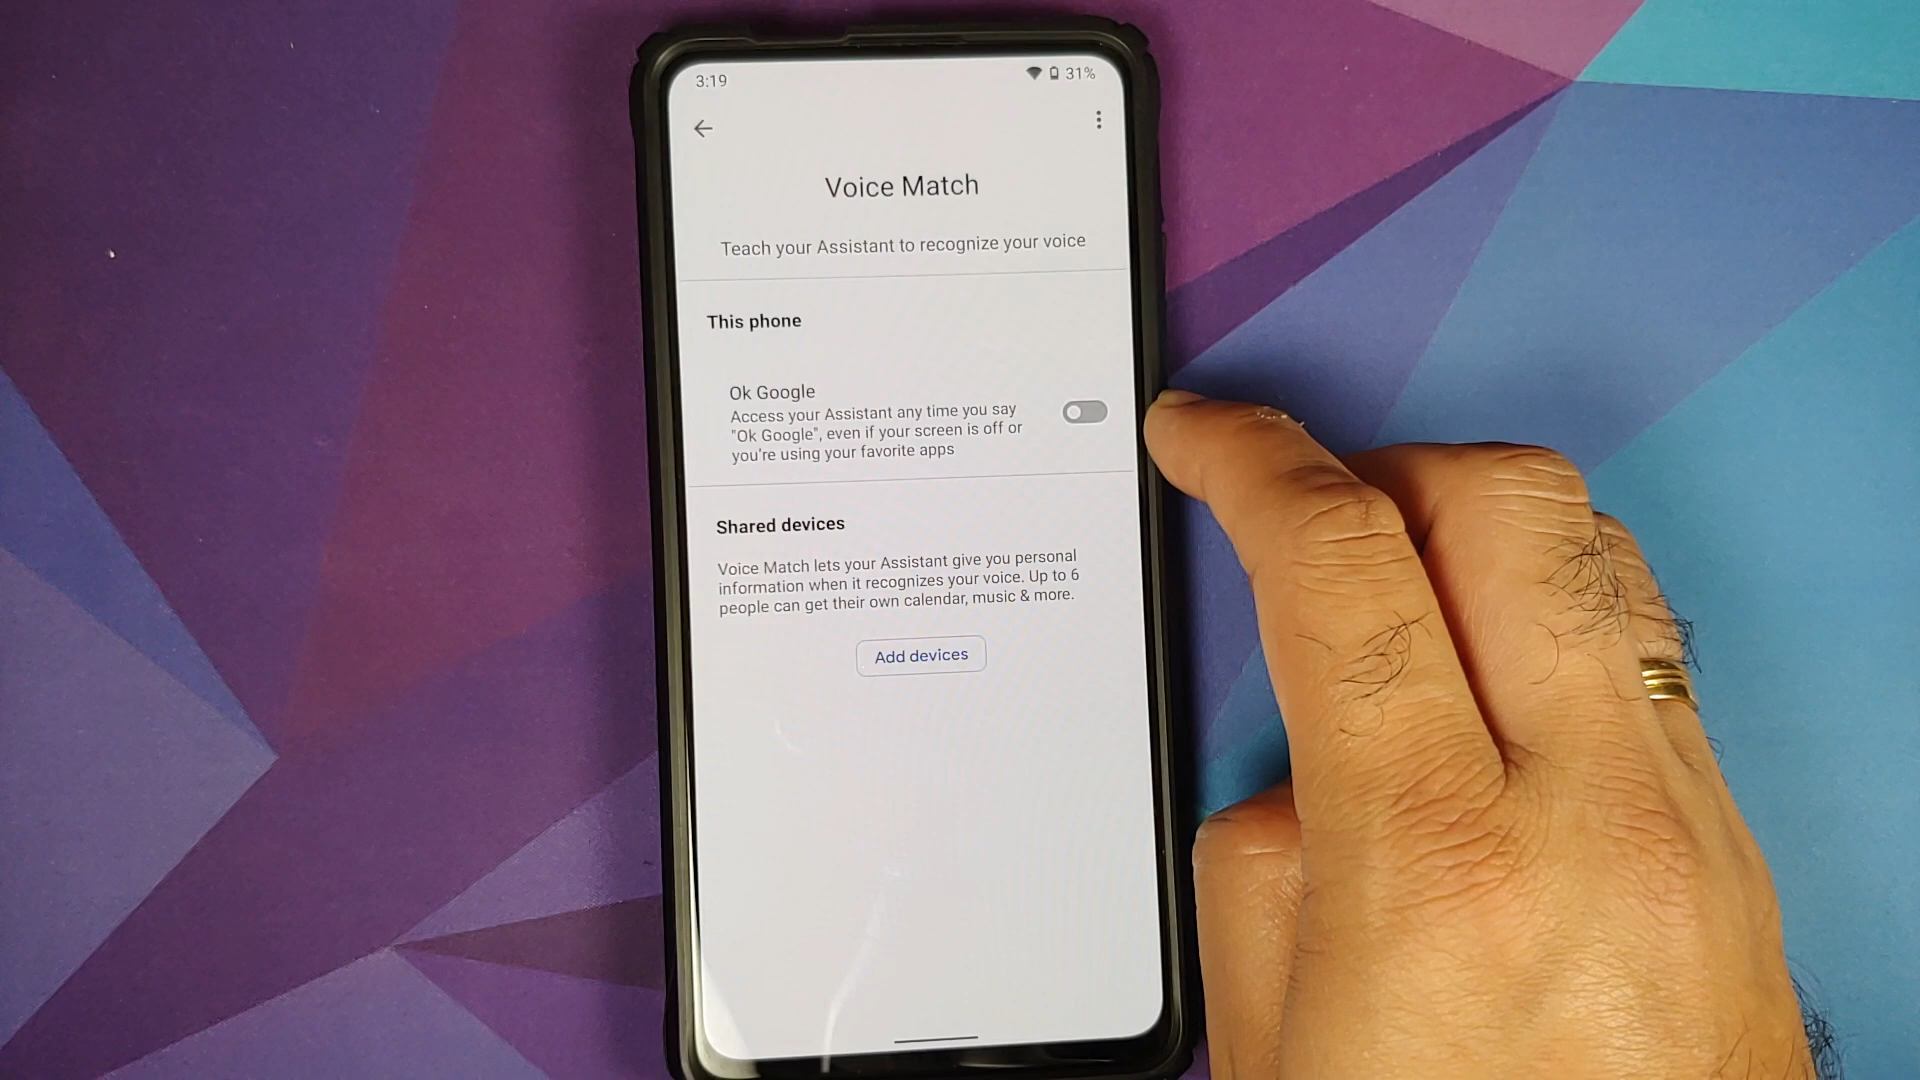 3:19
31%
Voice Match
Teach your Assistant to recognize your voice
This phone
Ok Google
Access your Assistant any time you say
"Ok Google", even if your screen is off or
you're using your favorite apps
Shared devices
Voice Match lets your Assistant give you personal
information when it recognizes your voice. Up to 6
people can get their own calendar, music & more.
Add devices